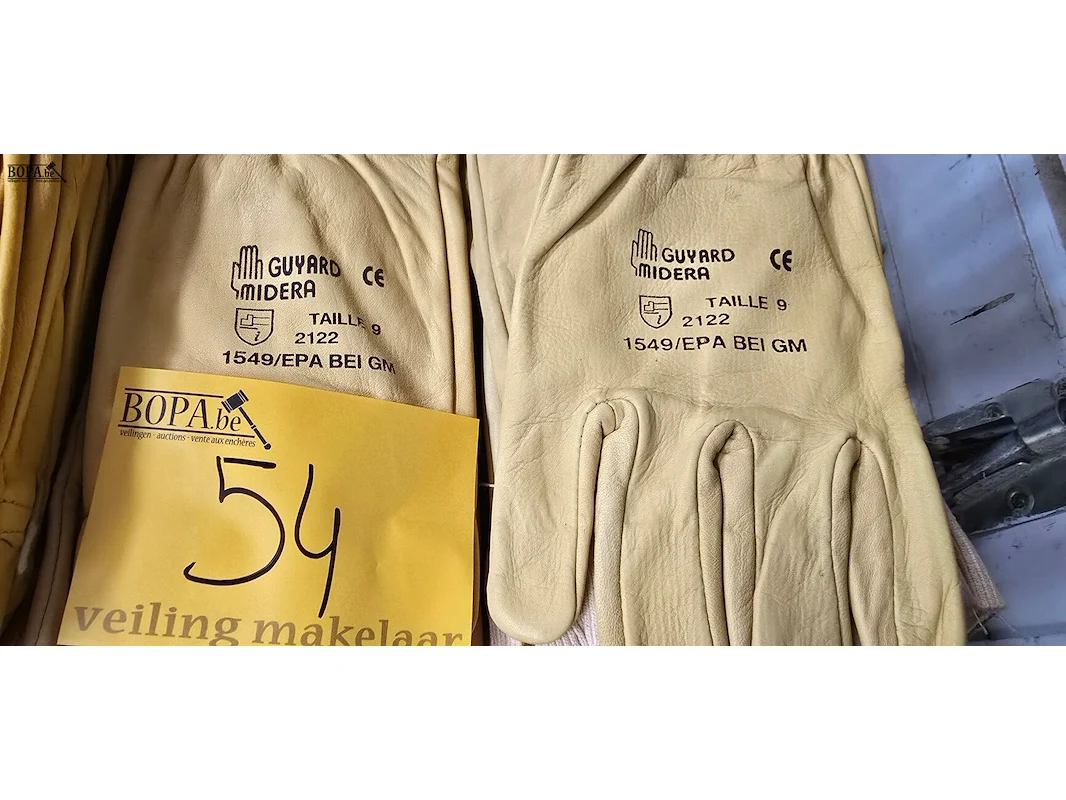 BOPA.be
GUYARD CE
MIDERA
TAILLE 9
2122
1549/EPA BEI GM
GUYARD CE
MIDERA
TAILLE 9
2122
1549/EPA BEI GM
BOPA.be
veilingen - auctions - vente aux enchères
54
veiling makelaar